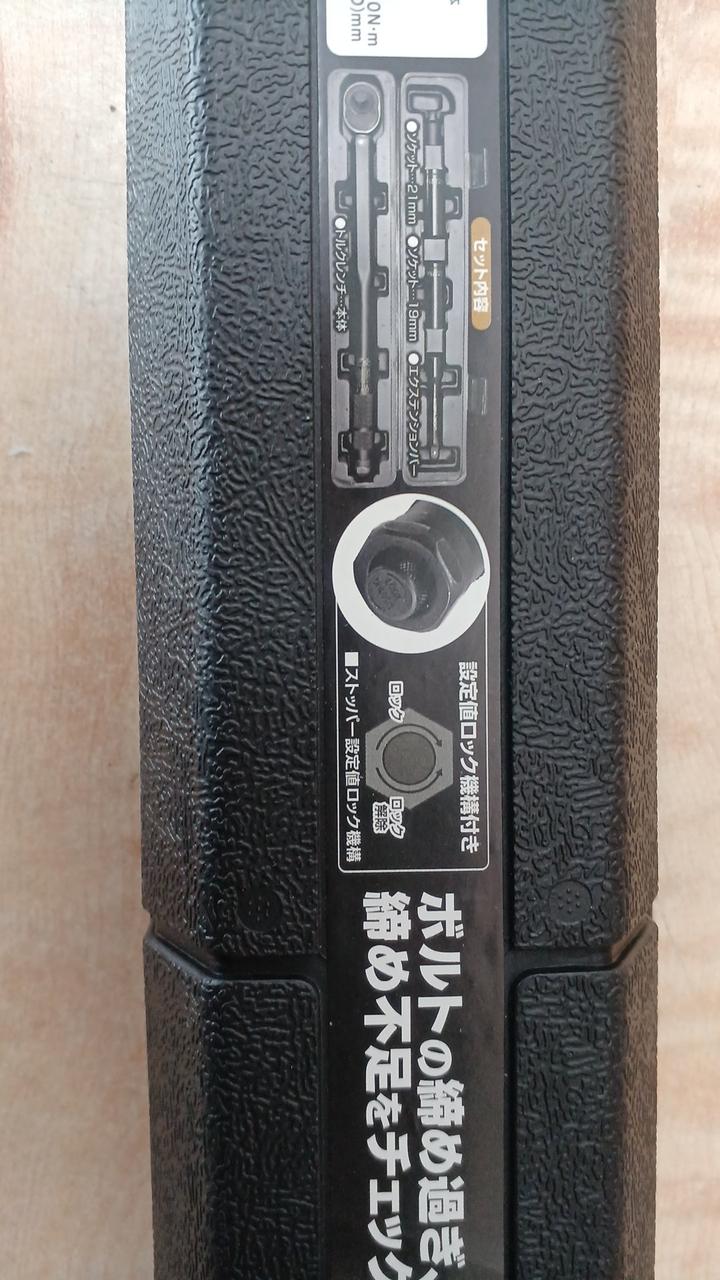 0N・m
)mm
セット内容
●ソケット…21mm ●ソケット…19mm ●エクステンションバー
●トルクレンチ…本体
設定値ロック機構付き
ロック
ロック
解除
■ストッパー設定値ロック機構
ボルトの締め過ぎ
締め不足をチェック